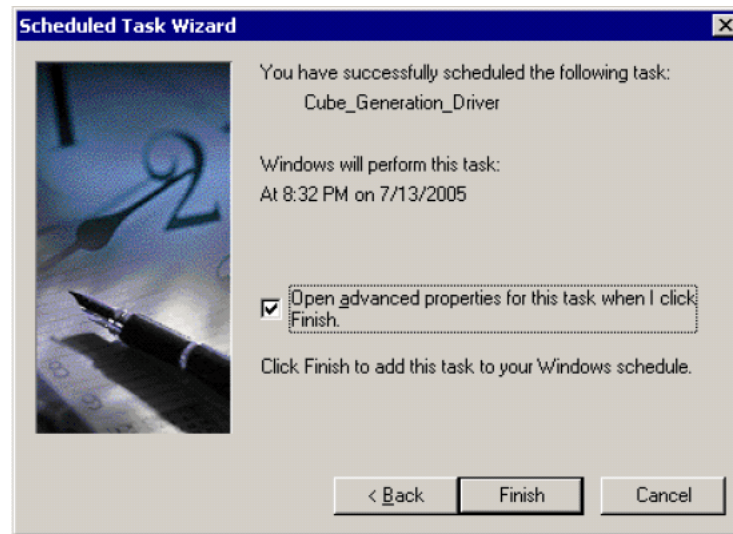 Scheduled Task Wizard
You have successfully scheduled the following task:
Cube_Generation_Driver
Windows will perform this task:
At 8:32 PM on 7/13/2005
Open advanced properties for this task when I click
Finish.
Click Finish to add this task to your Windows schedule.
< Back Finish Cancel